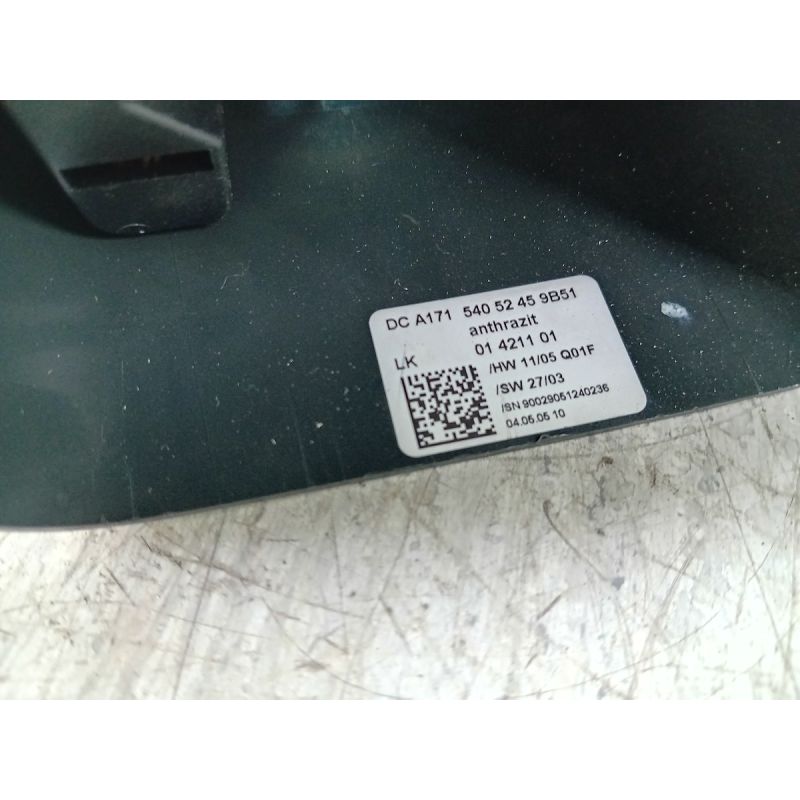 DC A171 540 52 45 9B51
anthrazit
01 4211 01
LK /HW 11/05 Q01F
/SW 27/03
/SN 90029051240236
04.05.05 10